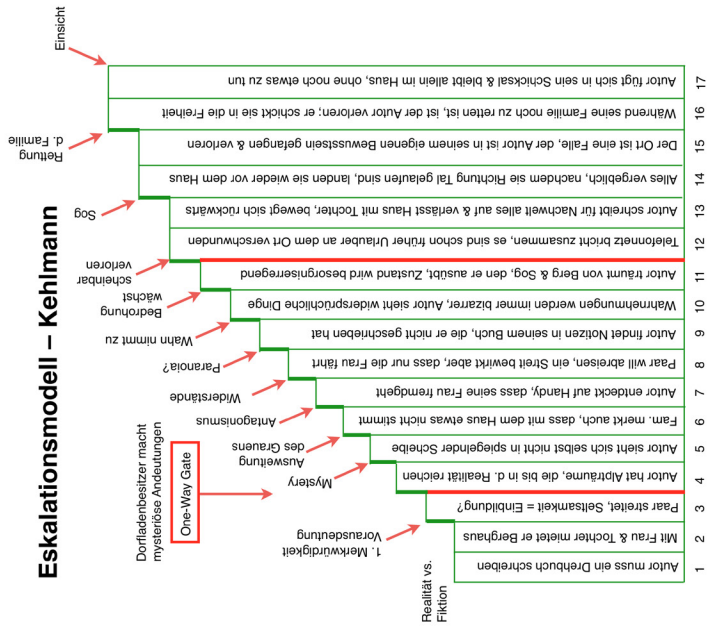 Eskalationsmodell – Kehlmann
Dorfladenbesitzer macht
mysteriöse Andeutungen
One-Way Gate
Realität vs.
Fiktion
1. Merkwürdigkeit
Vorausdeutung
Mystery
Ausweitung
des Grauens
Antagonismus
Widerstände
Paranoia?
Wahn nimmt zu
Bedrohung
wächst
scheinbar
verloren
Sog
Rettung
d. Familie
Einsicht
Autor muss ein Drehbuch schreiben
Mit Frau & Tochter mietet er Berghaus
Paar streitet, Seltsamkeit = Einbildung?
Autor hat Alpträume, die bis in d. Realität reichen
Autor sieht sich selbst nicht in spiegelnder Scheibe
Fam. merkt auch, dass mit dem Haus etwas nicht stimmt
Autor entdeckt auf Handy, dass seine Frau fremdgeht
Paar will abreisen, ein Streit bewirkt aber, dass nur die Frau fährt
Autor findet Notizen in seinem Buch, die er nicht geschrieben hat
Wahrnehmungen werden immer bizarrer, Autor sieht widersprüchliche Dinge
Autor träumt von Berg & Sog, den er ausübt, Zustand wird besorgniserregend
Telefonnetz bricht zusammen, es sind schon früher Urlauber an dem Ort verschwunden
Autor schreibt für Nachwelt alles auf & verlässt Haus mit Tochter, bewegt sich rückwärts
Alles vergeblich, nachdem sie Richtung Tal gelaufen sind, landen sie wieder vor dem Haus
Der Ort ist eine Falle, der Autor ist in seinem eigenen Bewusstsein gefangen & verloren
Während seine Familie noch zu retten ist, ist der Autor verloren; er schickt sie in die Freiheit
Autor fügt sich in sein Schicksal & bleibt allein im Haus, ohne noch etwas zu tun
1
2
3
4
5
6
7
8
9
10
11
12
13
14
15
16
17